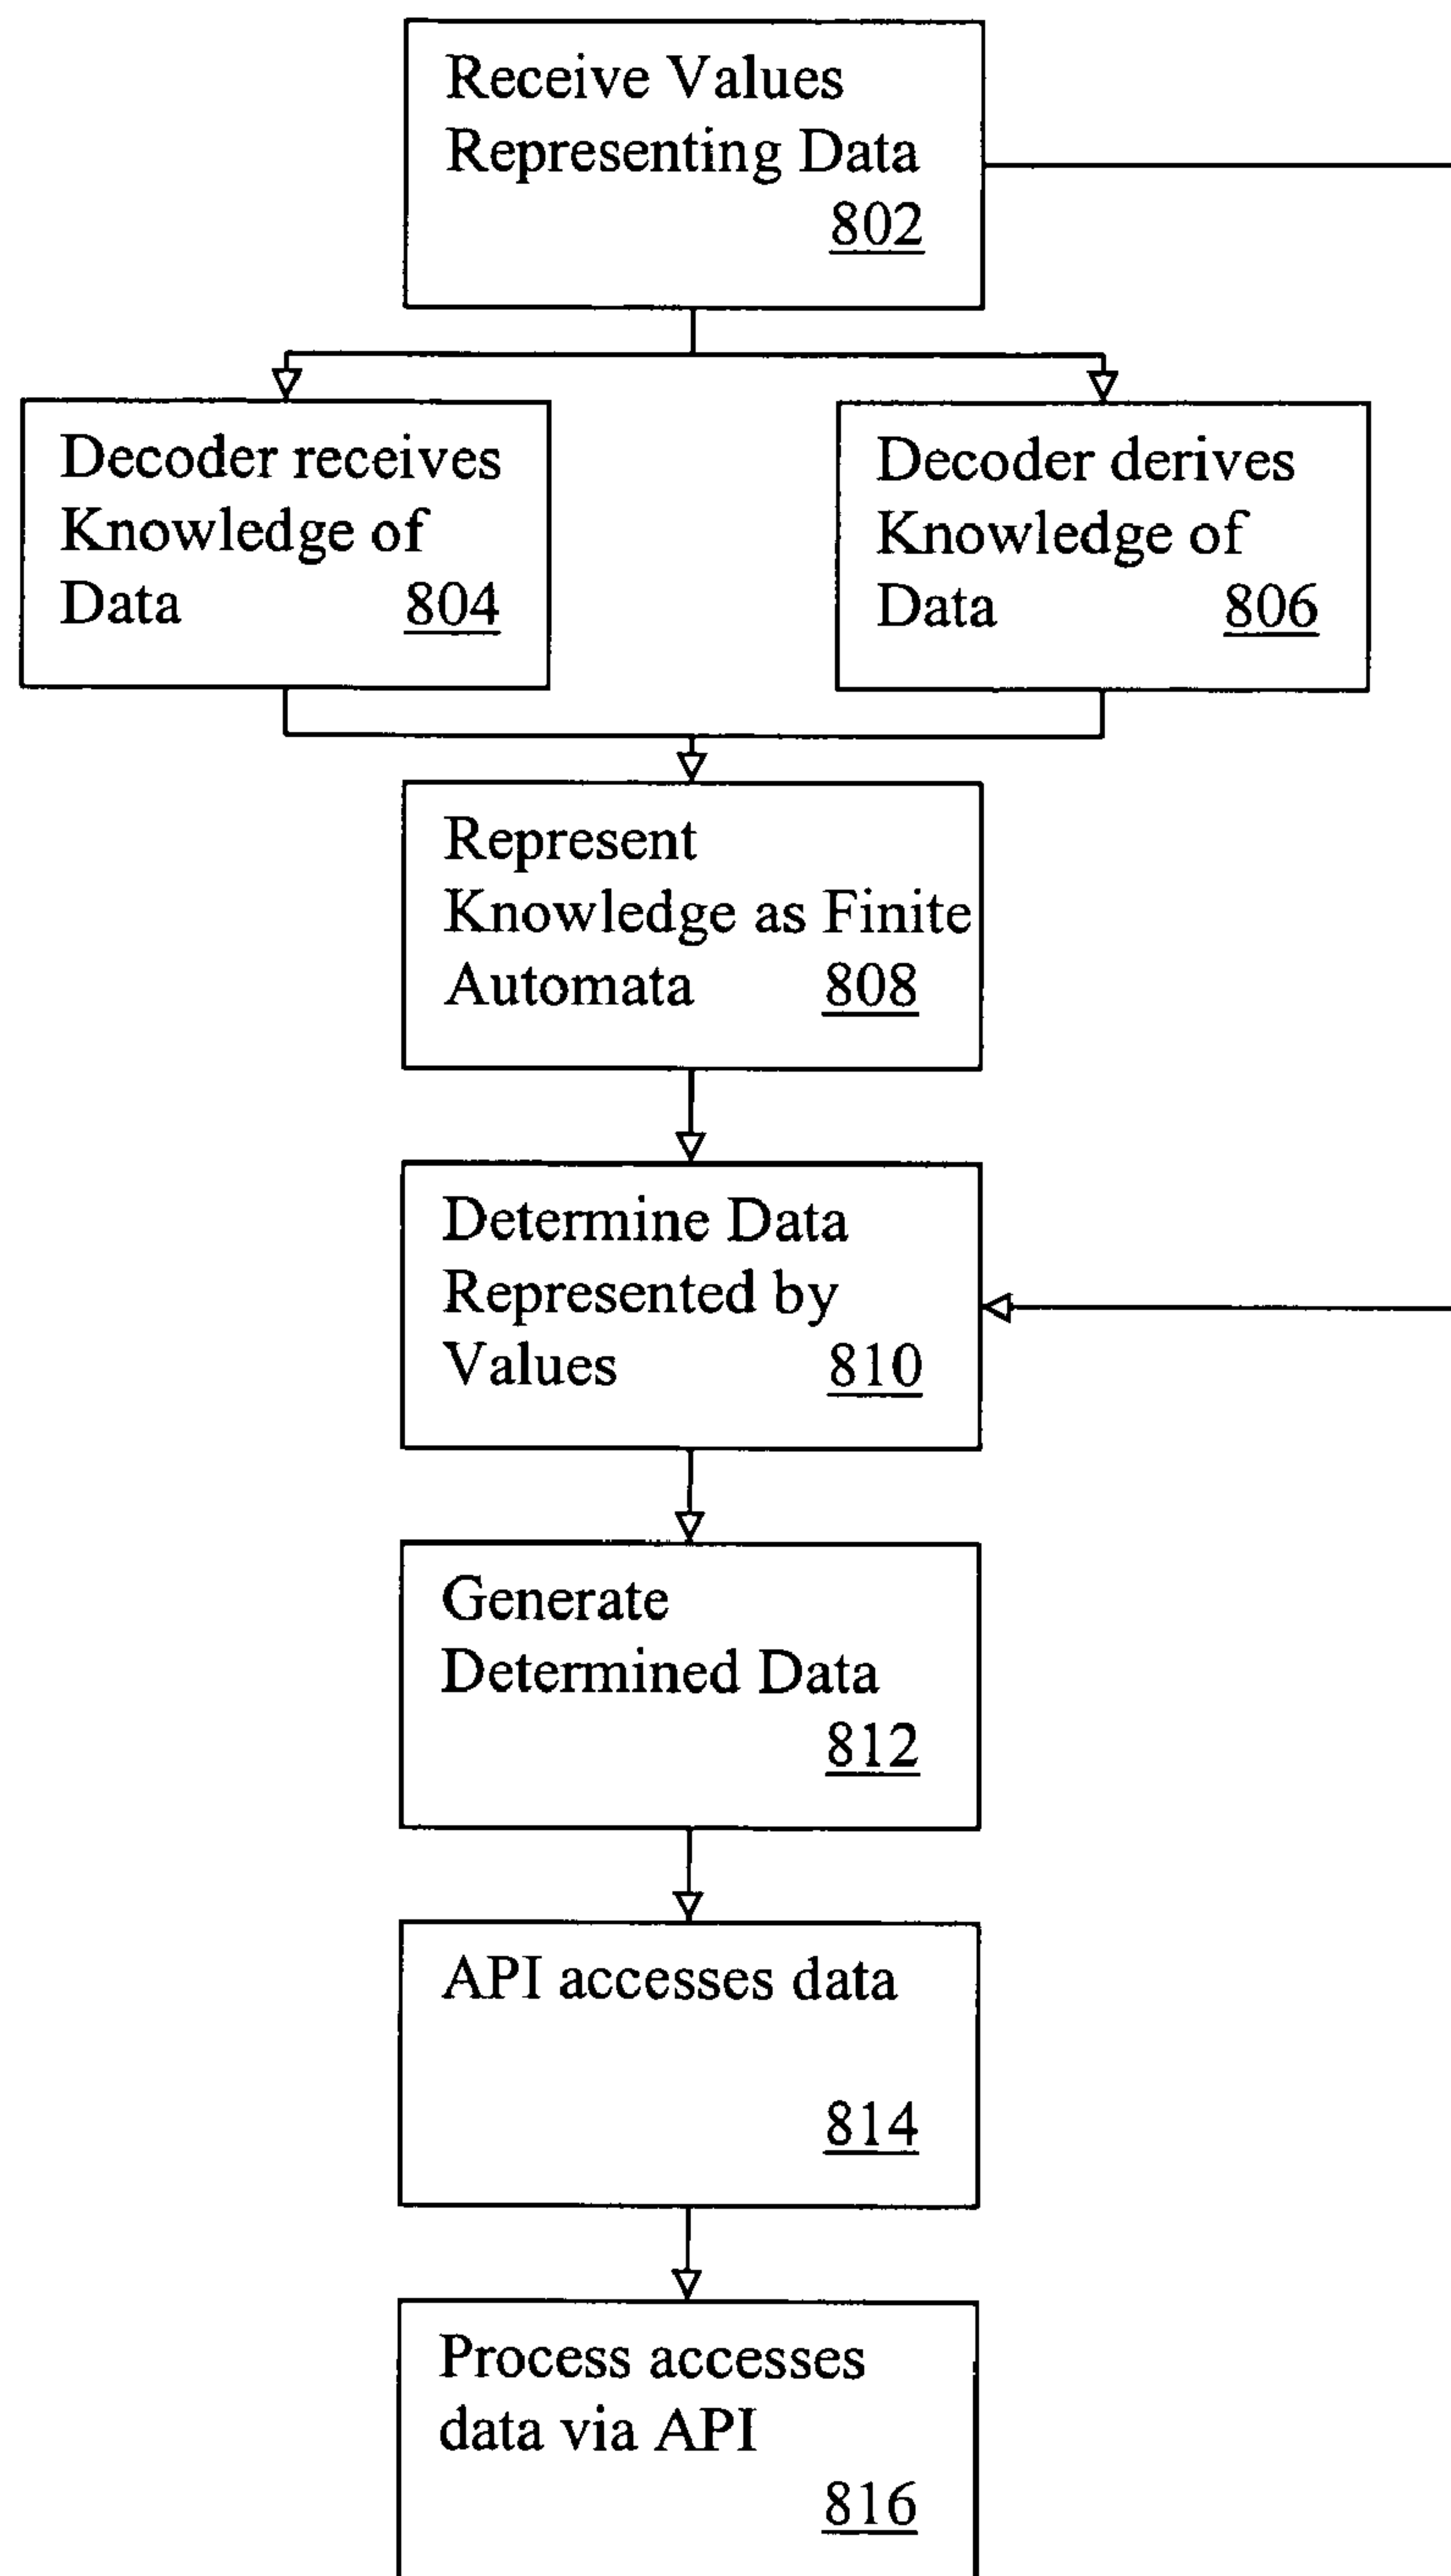 Receive Values
Representing Data
802
Decoder receives
Knowledge of
Data 804
Decoder derives
Knowledge of
Data 806
Represent
Knowledge as Finite
Automata 808
Determine Data
Represented by
Values 810
Generate
Determined Data
812
API accesses data
814
Process accesses
data via API
816